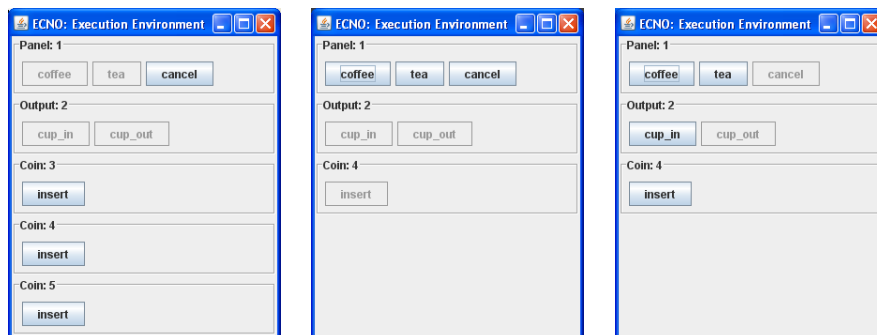 ECNO: Execution Environment
Panel: 1
coffee tea cancel
Output: 2
cup_in cup_out
Coin: 3
insert
Coin: 4
insert
Coin: 5
insert
ECNO: Execution Environment
Panel: 1
coffee tea cancel
Output: 2
cup_in cup_out
Coin: 4
insert
ECNO: Execution Environment
Panel: 1
coffee tea cancel
Output: 2
cup_in cup_out
Coin: 4
insert